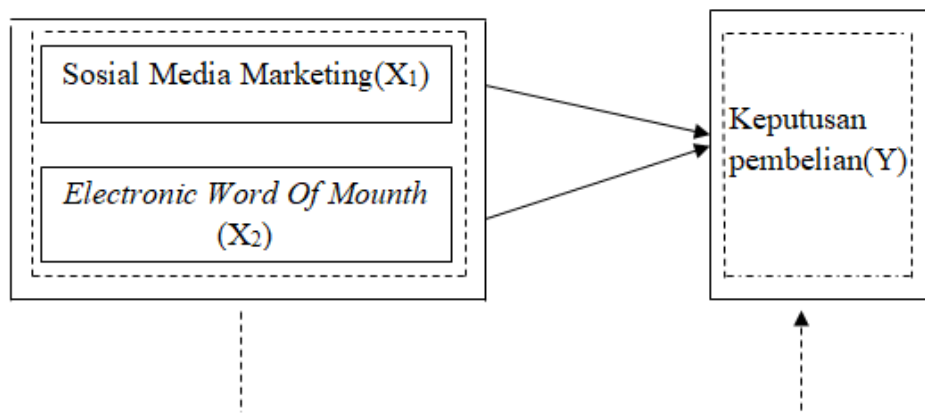 Sosial Media Marketing(X₁)
Electronic Word Of Mounth
(X₂)
Keputusan
pembelian(Y)